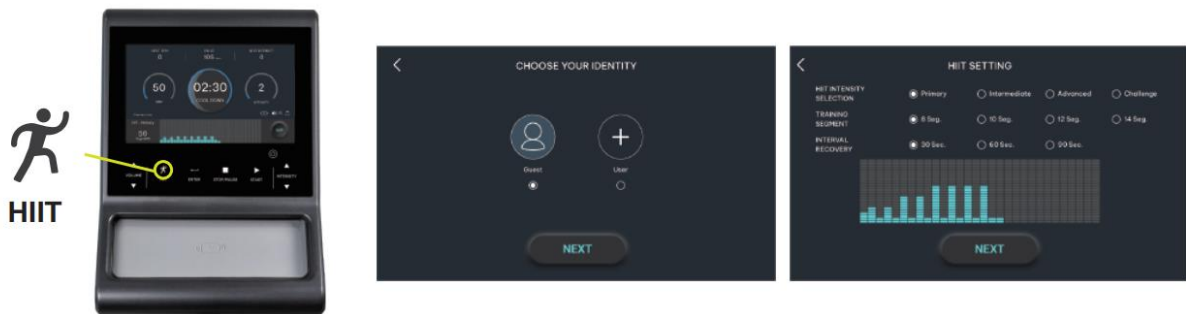 HIIT
50
02:30
COOL DOWN
2
VOLUME
ENTER
STOP/PAUSE
START
INTENSITY
CHOOSE YOUR IDENTITY
Guest
User
NEXT
HIIT SETTING
HIIT INTENSITY SELECTION
Primary
Intermediate
Advanced
Challenge
TRAINING SEGMENT
8 Seg.
10 Seg.
12 Seg.
14 Seg.
INTERVAL RECOVERY
30 Sec.
60 Sec.
90 Sec.
NEXT